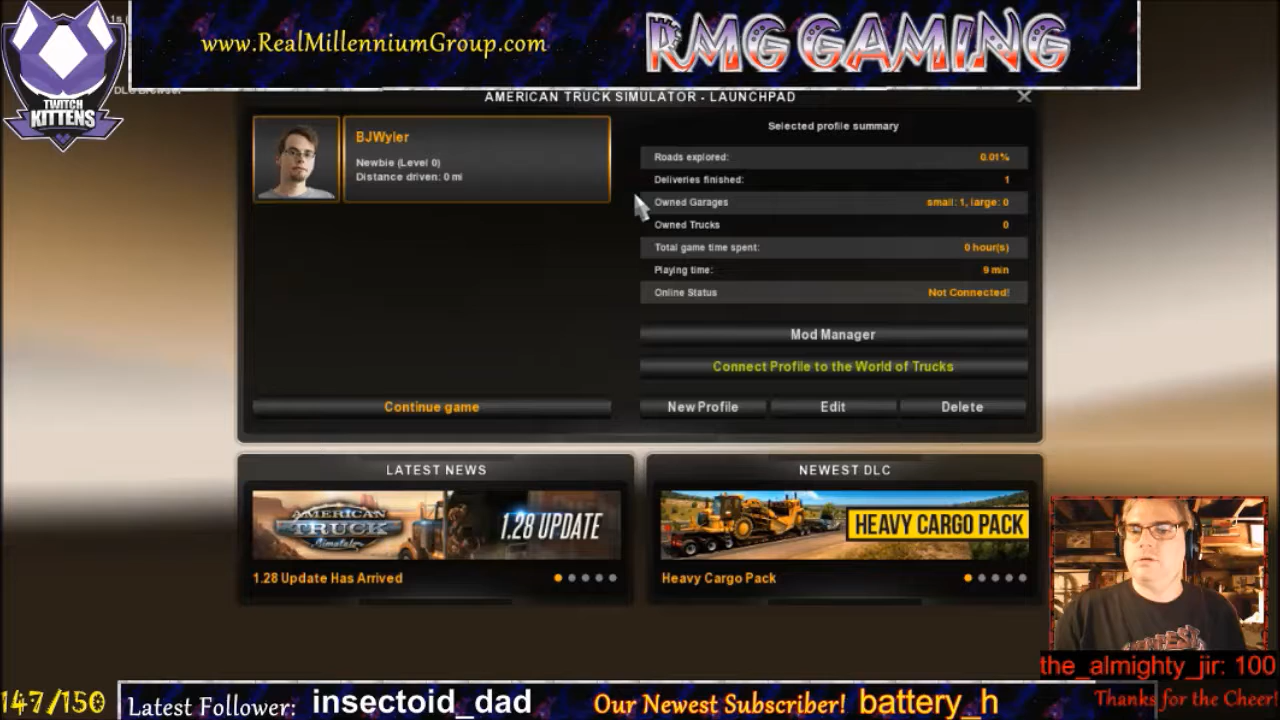 www.RealMillenniumGroup.com
RMG GAMING
TWITCH
KITTENS
AMERICAN TRUCK SIMULATOR - LAUNCHPAD
BJWyler
Newbie (Level 0)
Distance driven: 0 mi
Selected profile summary
Roads explored: 0.01%
Deliveries finished: 1
Owned Garages small: 1, large: 0
Owned Trucks 0
Total game time spent: 0 hour(s)
Playing time: 9 min
Online Status Not Connected!
Mod Manager
Connect Profile to the World of Trucks
Continue game
New Profile Edit Delete
LATEST NEWS
AMERICAN
TRUCK
Simulator
1.28 UPDATE
1.28 Update Has Arrived
NEWEST DLC
HEAVY CARGO PACK
Heavy Cargo Pack
the_almighty_jir: 100
147/150
Latest Follower: insectoid_dad
Our Newest Subscriber! battery_h
Thanks for the Cheer!